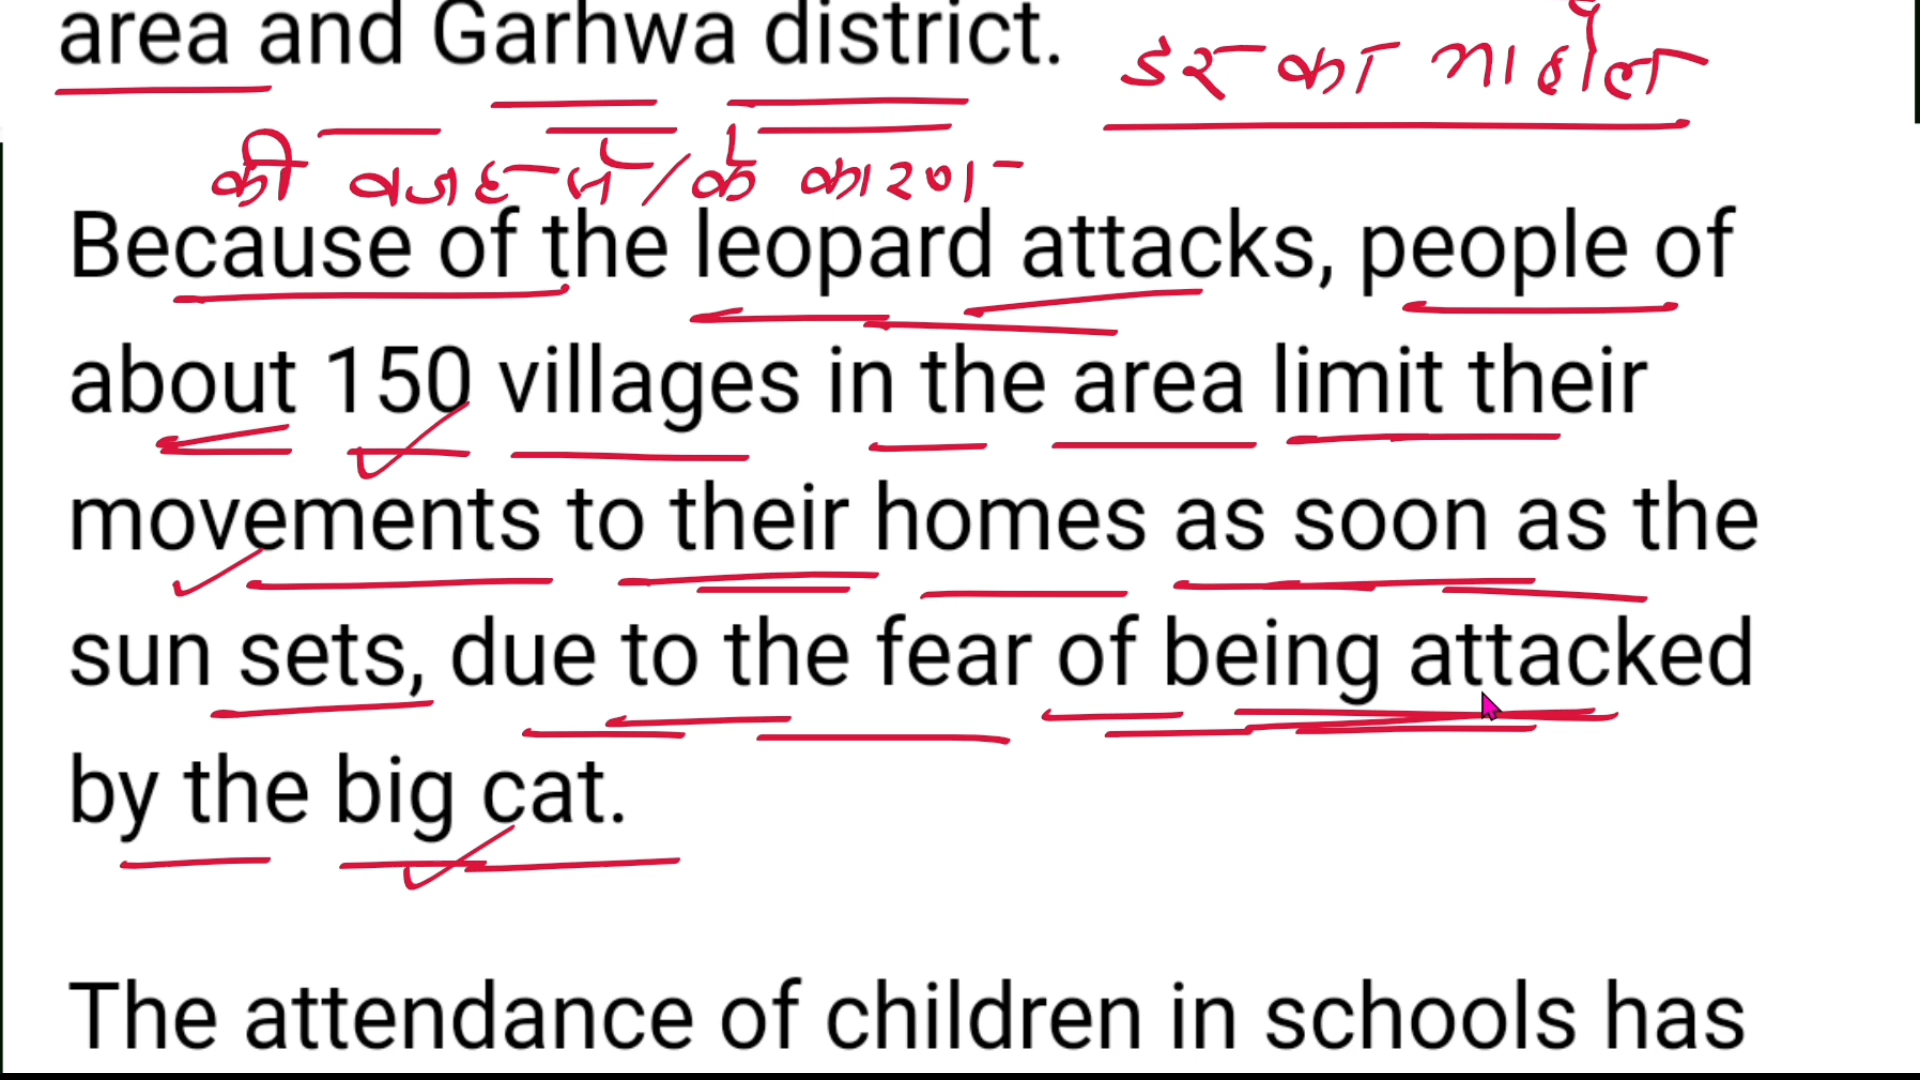 area and Garhwa district.
डर का माहौल
की वजह से/के कारण
Because of the leopard attacks, people of
about 150 villages in the area limit their
movements to their homes as soon as the
sun sets, due to the fear of being attacked
by the big cat.
The attendance of children in schools has